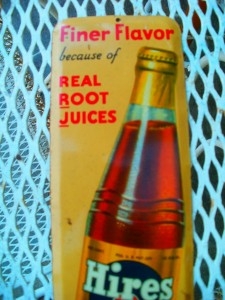 Finer Flavor
because of
REAL
ROOT
JUICES
Hires